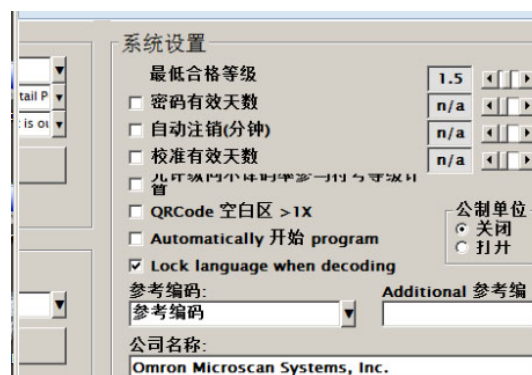 系统设置
最低合格等级 1.5
tail P
密码有效天数 n/a
is ou
自动注销(分钟) n/a
校准有效天数 n/a
QRCode 空白区 >1X
公制单位
关闭
Automatically 开始 program
打开
Lock language when decoding
参考编码: Additional 参考编
参考编码
公司名称:
Omron Microscan Systems, Inc.